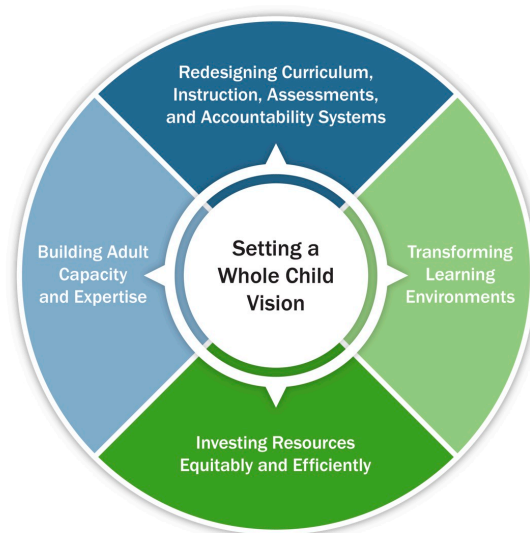 Redesigning Curriculum,
Instruction, Assessments,
and Accountability Systems
Building Adult
Capacity
and Expertise
Setting a
Whole Child
Vision
Transforming
Learning
Environments
Investing Resources
Equitably and Efficiently